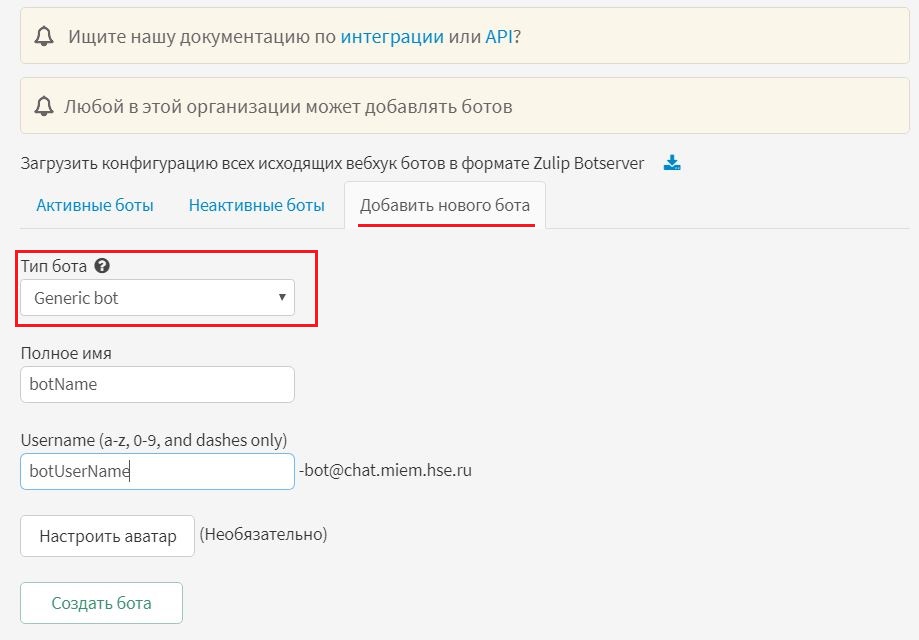 Ищите нашу документацию по интеграции или API?
Любой в этой организации может добавлять ботов
Загрузить конфигурацию всех исходящих вебхук ботов в формате Zulip Botserver
Активные боты Неактивные боты Добавить нового бота
Тип бота
Generic bot
Полное имя
botName
Username (a-z, 0-9, and dashes only)
botUserName -bot@chat.miem.hse.ru
Настроить аватар (Необязательно)
Создать бота